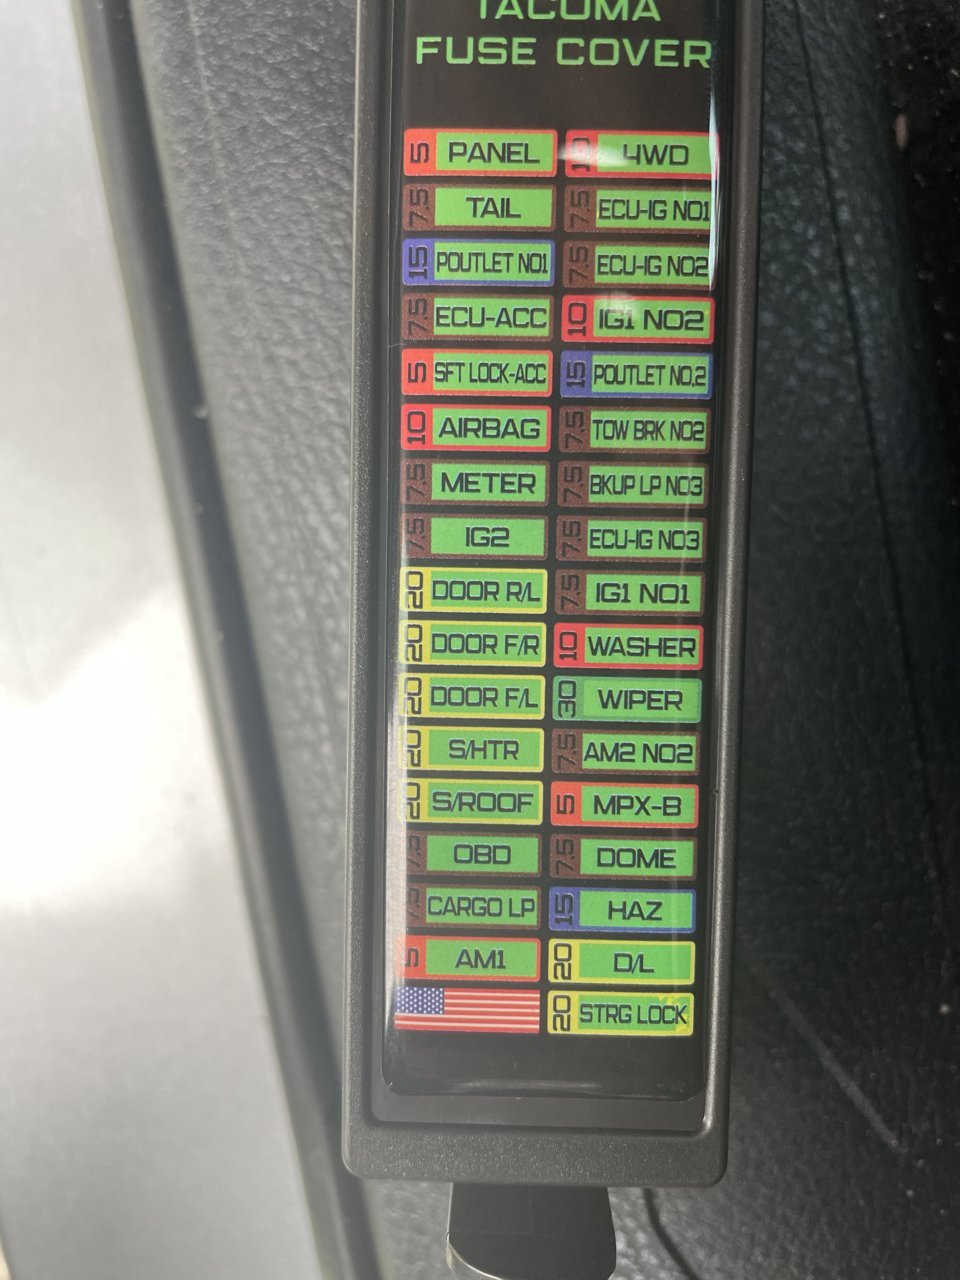 TACOMA
FUSE COVER
5 PANEL 10 4WD
7.5 TAIL 7.5 ECU-IG NO1
15 POUTLET NO1 7.5 ECU-IG NO2
7.5 ECU-ACC 10 IG1 NO2
5 SFT LOCK-ACC 15 POUTLET NO.2
10 AIRBAG 7.5 TOW BRK NO2
7.5 METER 7.5 BKUP LP NO3
7.5 IG2 7.5 ECU-IG NO3
20 DOOR R/L 7.5 IG1 NO1
20 DOOR F/R 10 WASHER
20 DOOR F/L 30 WIPER
20 S/HTR 7.5 AM2 NO2
20 S/ROOF 5 MPX-B
7.5 OBD 7.5 DOME
7.5 CARGO LP 15 HAZ
5 AM1 20 D/L
20 STRG LOCK